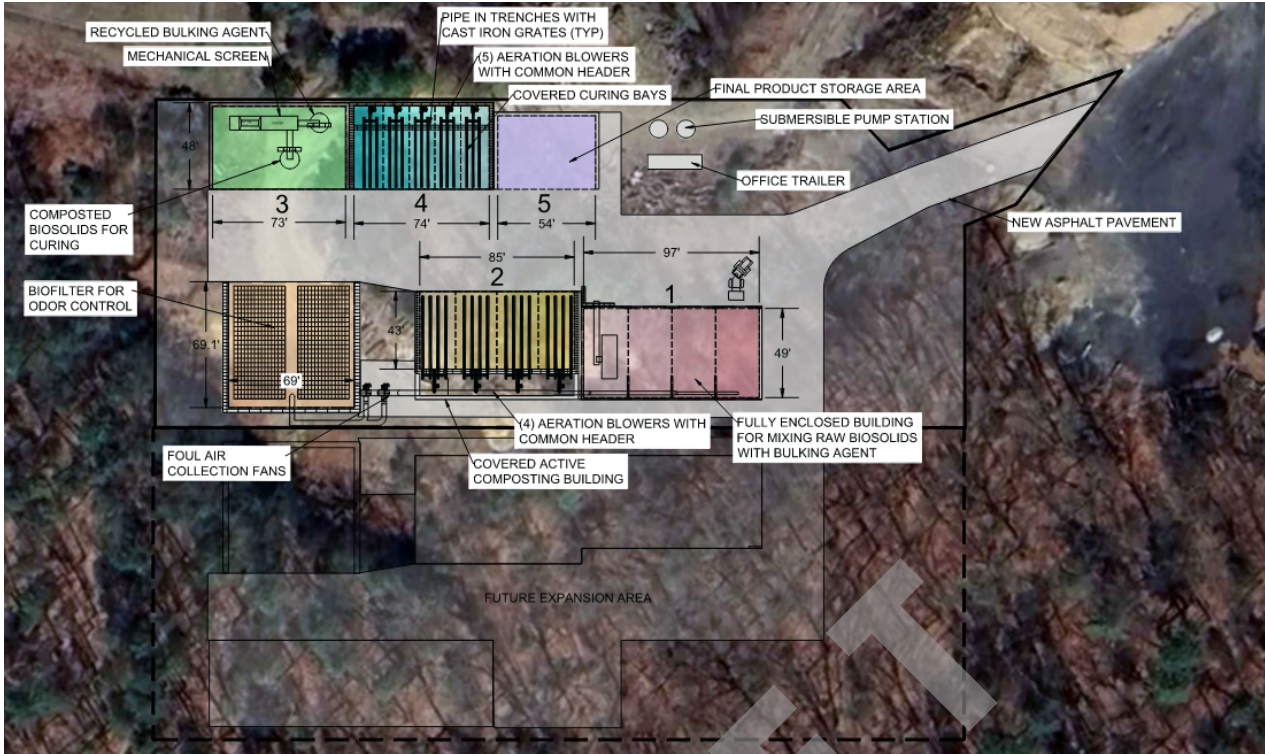 RECYCLED BULKING AGENT
MECHANICAL SCREEN
PIPE IN TRENCHES WITH
CAST IRON GRATES (TYP)
(5) AERATION BLOWERS
WITH COMMON HEADER
COVERED CURING BAYS
FINAL PRODUCT STORAGE AREA
SUBMERSIBLE PUMP STATION
OFFICE TRAILER
NEW ASPHALT PAVEMENT
48'
3
73'
4
74'
5
54'
COMPOSTED
BIOSOLIDS FOR
CURING
BIOFILTER FOR
ODOR CONTROL
69.1'
69'
85'
2
43'
97'
1
49'
(4) AERATION BLOWERS WITH
COMMON HEADER
FULLY ENCLOSED BUILDING
FOR MIXING RAW BIOSOLIDS
WITH BULKING AGENT
FOUL AIR
COLLECTION FANS
COVERED ACTIVE
COMPOSTING BUILDING
FUTURE EXPANSION AREA